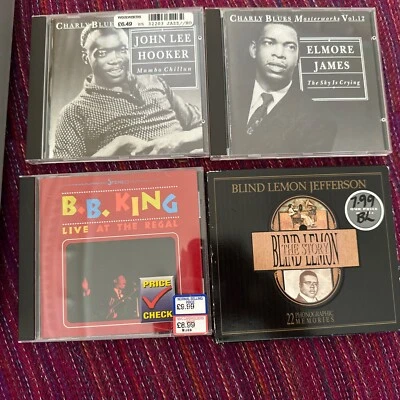 CHARLY BLUES
£6.49
JOHN LEE
HOOKER
Mambo Chillun
CHARLY BLUES Masterworks Vol.12
ELMORE
JAMES
The Sky Is Crying
B.B. KING
LIVE AT THE REGAL
PRICE
CHECK
£9.99
£8.99
BLIND LEMON JEFFERSON
7.99
THE STORY
BLIND LEMON
22 PHONOGRAPHIC
MEMORIES